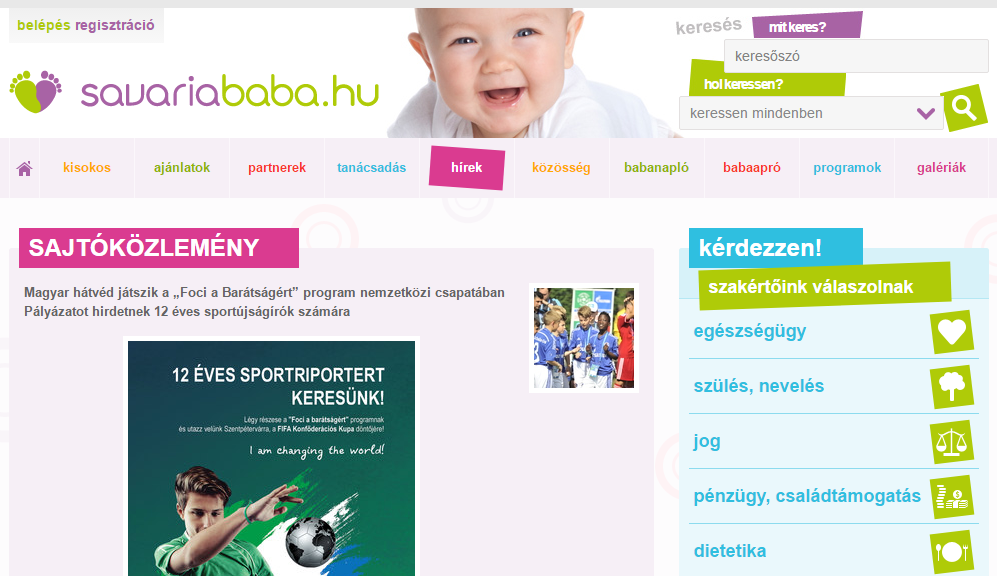 belépés regisztráció
savariababa.hu
keresés
mit keres?
keresőszó
hol keressen?
keressen mindenben
kisokos
ajánlatok
partnerek
tanácsadás
hírek
közösség
babanapló
babaapró
programok
galériák
SAJTÓKÖZLEMÉNY
Magyar hátvéd játszik a „Foci a Barátságért” program nemzetközi csapatában
Pályázatot hirdetnek 12 éves sportújságírók számára
12 ÉVES SPORTRIPORTERT
KERESÜNK!
Légy részese a "Foci a barátságért" programnak
és utazz velünk Szentpétervárra, a FIFA Konföderációs Kupa döntőjére!
I am changing the world!
kérdezzen!
szakértőink válaszolnak
egészségügy
szülés, nevelés
jog
pénzügy, családtámogatás
dietetika